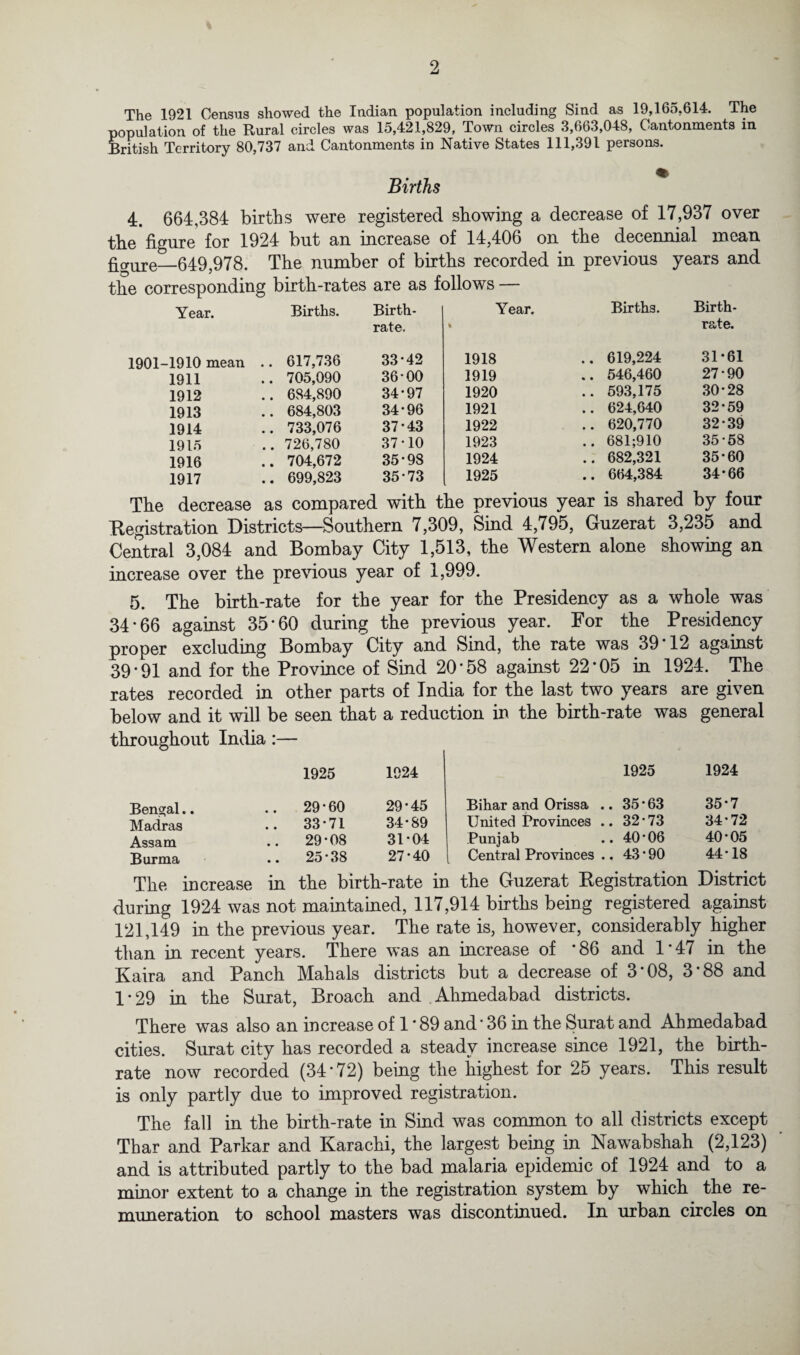 2
The 1921 Census showed the Indian population including Sind as 19,165,614. The
population of the Rural circles was 15,421,829, Town circles 3,663,048, Cantonments in
British Territory 80,737 and Cantonments in Native States 111,391 persons.
Births
4. 664,384 births were registered showing a decrease of 17,937 over
the figure for 1924 but an increase of 14,406 on the decennial mean
figure—649,978. The number of births recorded in previous years and
the corresponding birth-rates are as follows —
Year. Births. Birth- Year. Births. Birth-
rate. rate.
1901-1910 mean .. 617,736 33·42 1918 .. 619,224 31·61
1911 .. 705,090 36·00 1919 .. 546,460 27·90
1912 .. 684,890 34·97 1920 .. 593,175 30·28
1913 .. 684,803 34·96 1921 .. 624,640 32·59
1914 .. 733,076 37·43 1922 .. 620,770 32·39
1915 .. 726,780 37·10 1923 .. 681;910 35·58
1916 .. 704,672 35·98 1924 .. 682,321 35·60
1917 .. 699,823 35·73 1925 .. 664,384 34·66
The decrease as compared with the previous year is shared by four
Registration Districts—Southern 7,309, Sind 4,795, Guzerat 3,235 and
Central 3,084 and Bombay City 1,513, the Western alone showing an
increase over the previous year of 1,999.
5. The birth-rate for the year for the Presidency as a whole was
34·66 against 35·60 during the previous year. For the Presidency
proper excluding Bombay City and Sind, the rate was 39·12 against
39·91 and for the Province of Sind 20·58 against 22·05 in 1924. The
rates recorded in other parts of India for the last two years are given
below and it will be seen that a reduction in the birth-rate was general
throughout India :—
1925 1924 1925 1924
Bengal.. .. 29·60 29·45 Bihar and Orissa .. 35·63 35·7
Madras .. 33·71 34·89 United Provinces .. 32·73 34·72
Assam .. 29·08 31·04 Punjab .. 40·06 40·05
Burma .. 25·38 27·40 Central Provinces .. 43·90 44·18
The increase in the birth-rate in the Guzerat Registration District
during 1924 was not maintained, 117,914 births being registered against
121,149 in the previous year. The rate is, however, considerably higher
than in recent years. There was an increase of ·86 and 1·47 in the
Kaira and Panch Mahals districts but a decrease of 3·08, 3·88 and
1·29 in the Surat, Broach and Ahmedabad districts.
There was also an increase of 1·89 and ·36 in the Surat and Ahmedabad
cities. Surat city has recorded a steady increase since 1921, the birth-
rate now recorded (34·72) being the highest for 25 years. This result
is only partly due to improved registration.
The fall in the birth-rate in Sind was common to all districts except
Thar and Parkar and Karachi, the largest being in Nawabshah (2,123)
and is attributed partly to the bad malaria epidemic of 1924 and to a
minor extent to a change in the registration system by which the re-
muneration to school masters was discontinued. In urban circles on